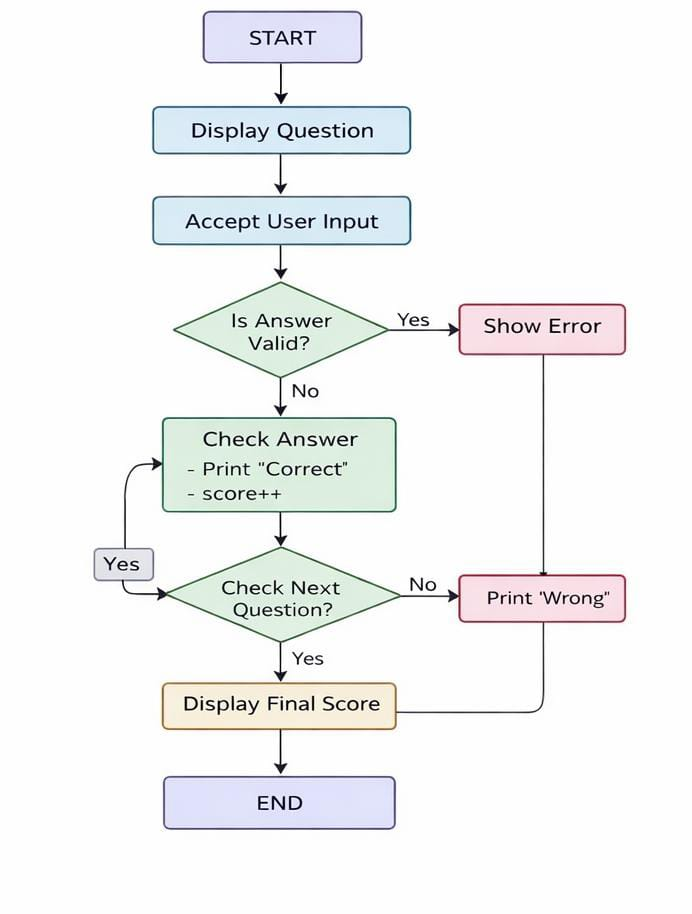 START
Display Question
Accept User Input
Is Answer
Valid?
Yes
Show Error
No
Check Answer
- Print "Correct"
- score++
Yes
Check Next
Question?
No
Print 'Wrong"
Yes
Display Final Score
END